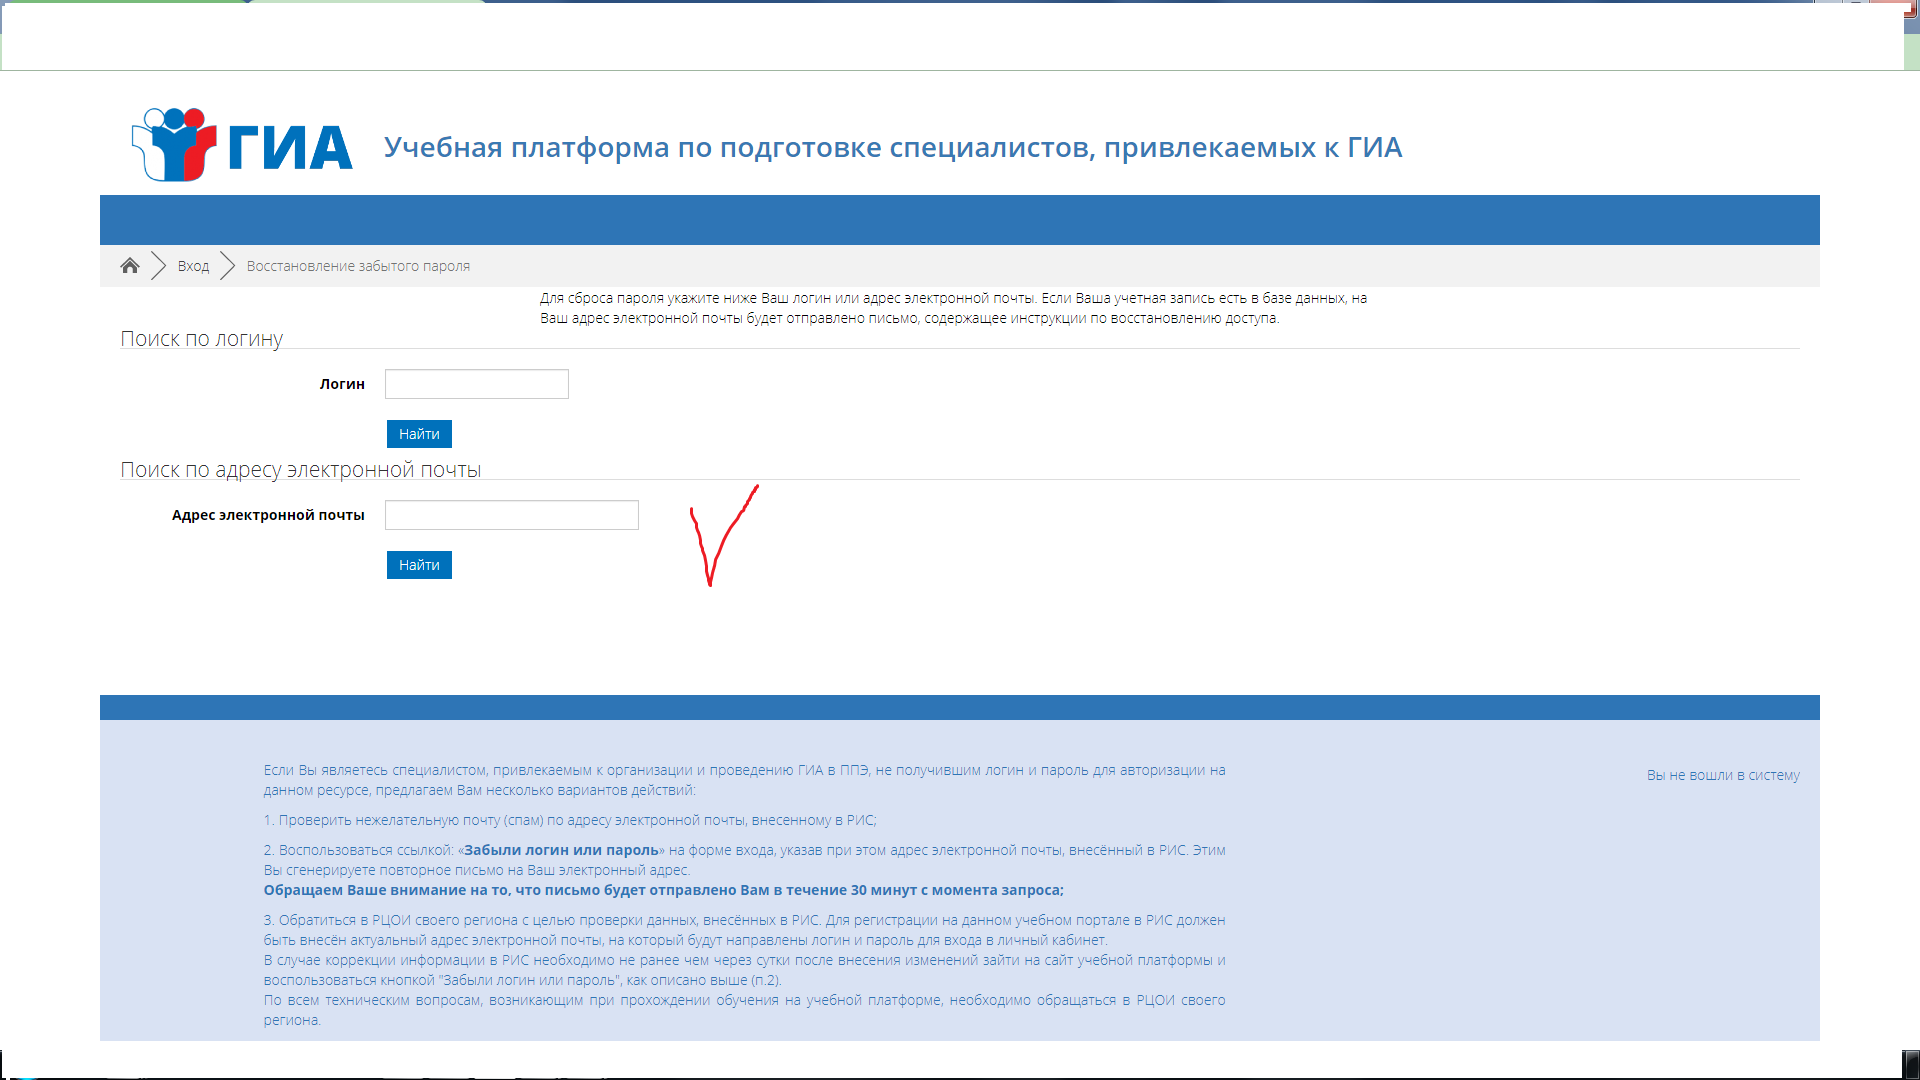 ГИА
Учебная платформа по подготовке специалистов, привлекаемых к ГИА
Вход
Восстановление забытого пароля
Для сброса пароля укажите ниже Ваш логин или адрес электронной почты. Если Ваша учетная запись есть в базе данных, на
Ваш адрес электронной почты будет отправлено письмо, содержащее инструкции по восстановлению доступа.
Поиск по логину
Логин
Найти
Поиск по адресу электронной почты
Адрес электронной почты
Найти
Если Вы являетесь специалистом, привлекаемым к организации и проведению ГИА в ППЭ, не получившим логин и пароль для авторизации на
данном ресурсе, предлагаем Вам несколько вариантов действий:
1. Проверить нежелательную почту (спам) по адресу электронной почты, внесенному в РИС;
2. Воспользоваться ссылкой: «Забыли логин или пароль» на форме входа, указав при этом адрес электронной почты, внесённый в РИС. Этим
Вы сгенерируете повторное письмо на Ваш электронный адрес.
Обращаем Ваше внимание на то, что письмо будет отправлено Вам в течение 30 минут с момента запроса;
3. Обратиться в РЦОИ своего региона с целью проверки данных, внесённых в РИС. Для регистрации на данном учебном портале в РИС должен
быть внесён актуальный адрес электронной почты, на который будут направлены логин и пароль для входа в личный кабинет.
В случае коррекции информации в РИС необходимо не ранее чем через сутки после внесения изменений зайти на сайт учебной платформы и
воспользоваться кнопкой "Забыли логин или пароль", как описано выше (п.2).
По всем техническим вопросам, возникающим при прохождении обучения на учебной платформе, необходимо обращаться в РЦОИ своего
региона.
Вы не вошли в систему